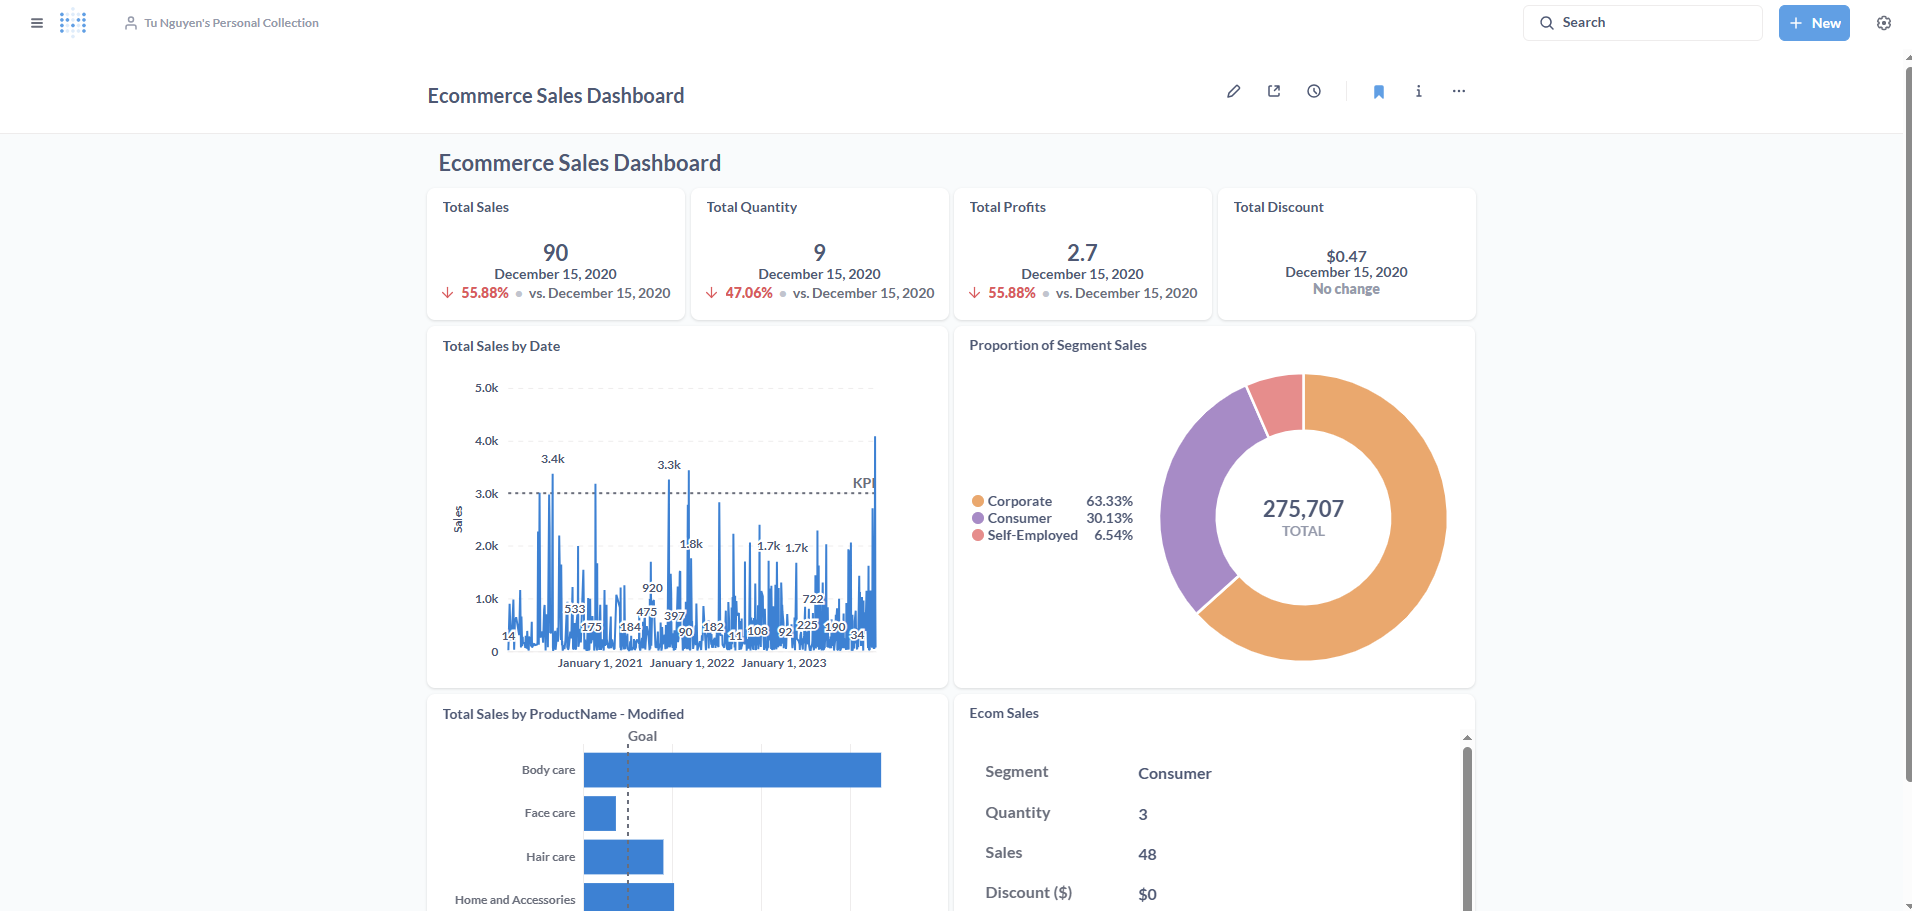 Tu Nguyen's Personal Collection
Search
New
Ecommerce Sales Dashboard
Ecommerce Sales Dashboard
Total Sales
90
December 15, 2020
55.88% • vs. December 15, 2020
Total Quantity
9
December 15, 2020
47.06% • vs. December 15, 2020
Total Profits
2.7
December 15, 2020
55.88% • vs. December 15, 2020
Total Discount
$0.47
December 15, 2020
No change
Total Sales by Date
5.0k
4.0k
3.0k
2.0k
1.0k
0
Sales
KPI
3.4k
3.3k
1.8k
1.7k
1.7k
920
722
533
475
397
14
175
184
90
182
11
108
92
225
190
34
January 1, 2021
January 1, 2022
January 1, 2023
Proportion of Segment Sales
Corporate 63.33%
Consumer 30.13%
Self-Employed 6.54%
275,707
TOTAL
Total Sales by ProductName - Modified
Goal
Body care
Face care
Hair care
Home and Accessories
Ecom Sales
Segment Consumer
Quantity 3
Sales 48
Discount ($) $0